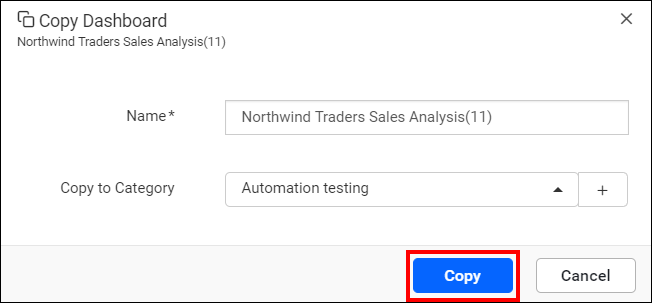 Copy Dashboard
Northwind Traders Sales Analysis(11)
Name*
Northwind Traders Sales Analysis(11)
Copy to Category
Automation testing
+
Copy
Cancel